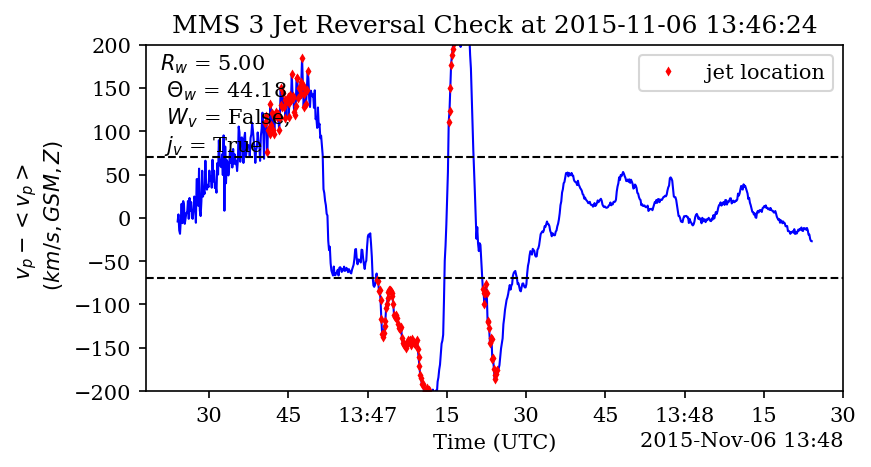 MMS 3 Jet Reversal Check at 2015-11-06 13:46:24
200
150
100
50
0
−50
−100
−150
−200
v_p − < v_p >
(km/s, GSM, Z)
R_w = 5.00
Θ_w = 44.18,
W_v = False,
j_v = True
jet location
30 45 13:47 15 30 45 13:48 15 30
Time (UTC)
2015-Nov-06 13:48